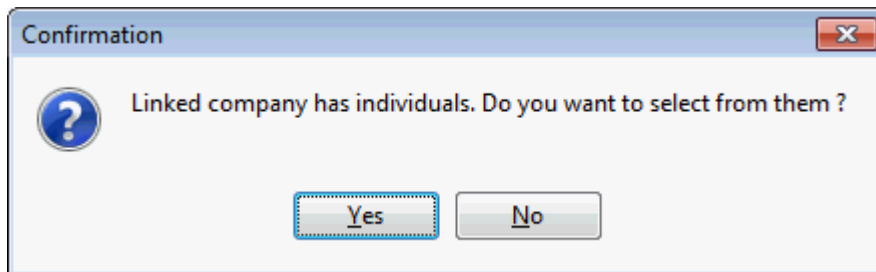 Confirmation
Linked company has individuals. Do you want to select from them ?
Yes No